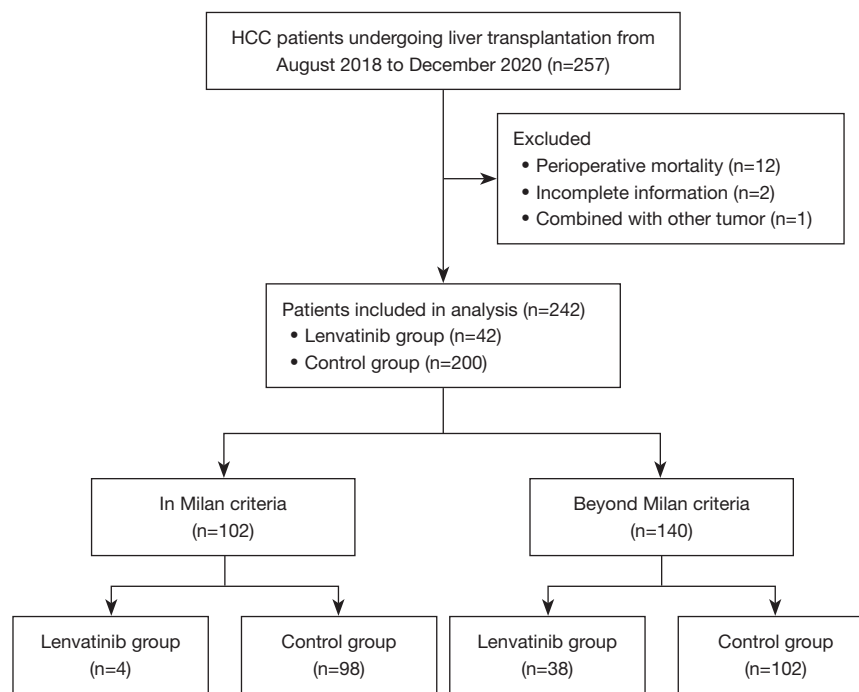 HCC patients undergoing liver transplantation from
August 2018 to December 2020 (n=257)
Excluded
• Perioperative mortality (n=12)
• Incomplete information (n=2)
• Combined with other tumor (n=1)
Patients included in analysis (n=242)
• Lenvatinib group (n=42)
• Control group (n=200)
In Milan criteria
(n=102)
Beyond Milan criteria
(n=140)
Lenvatinib group
(n=4)
Control group
(n=98)
Lenvatinib group
(n=38)
Control group
(n=102)